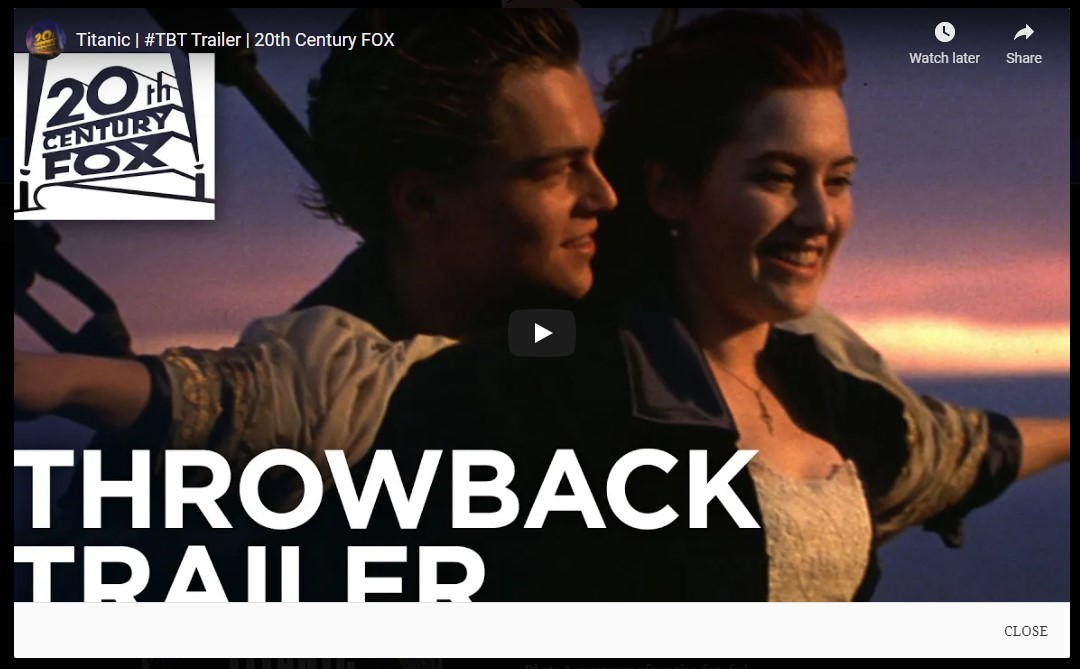 Titanic | #TBT Trailer | 20th Century FOX
Watch later
Share
20th
CENTURY
FOX
THROWBACK
TRAILER
CLOSE